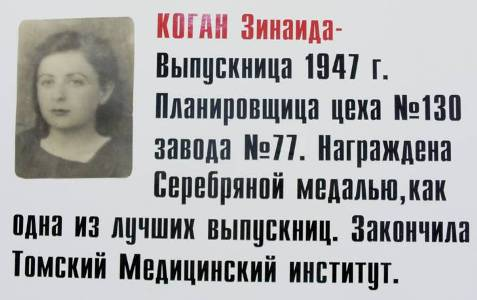 КОГАН Зинаида-
Выпускница 1947 г.
Планировщица цеха №130
завода №77. Награждена
Серебряной медалью,как
одна из лучших выпускниц. Закончила
Томский Медицинский институт.